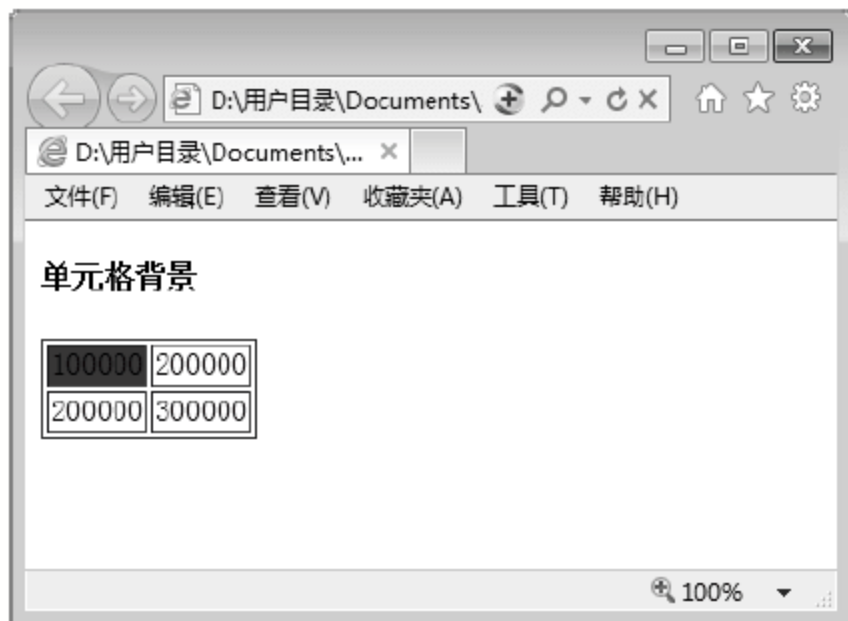 D:\用户目录\Documents\
D:\用户目录\Documents\...
文件(F) 编辑(E) 查看(V) 收藏夹(A) 工具(T) 帮助(H)
单元格背景
100000 200000
200000 300000
100%